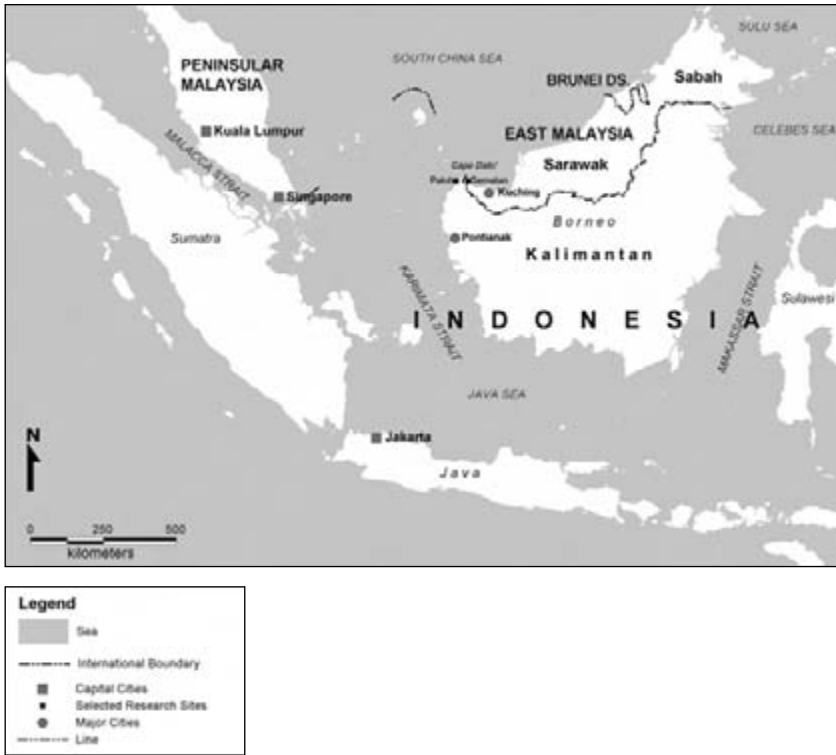 SULU SEA
PENINSULAR
MALAYSIA
SOUTH CHINA SEA
BRUNEI DS.
Sabah
Kuala Lumpur
EAST MALAYSIA
CELEBES SEA
MALACCA STRAIT
Sarawak
Sematan
Kuching
Singapore
Borneo
Sumatra
Pontianak
Kalimantan
KARIMATA STRAIT
MAKASSAR STRAIT
Sulawesi
INDONESIA
JAVA SEA
N
Jakarta
Java
0 250 500
kilometers
Legend
Sea
International Boundary
Capital Cities
Selected Research Sites
Major Cities
Line